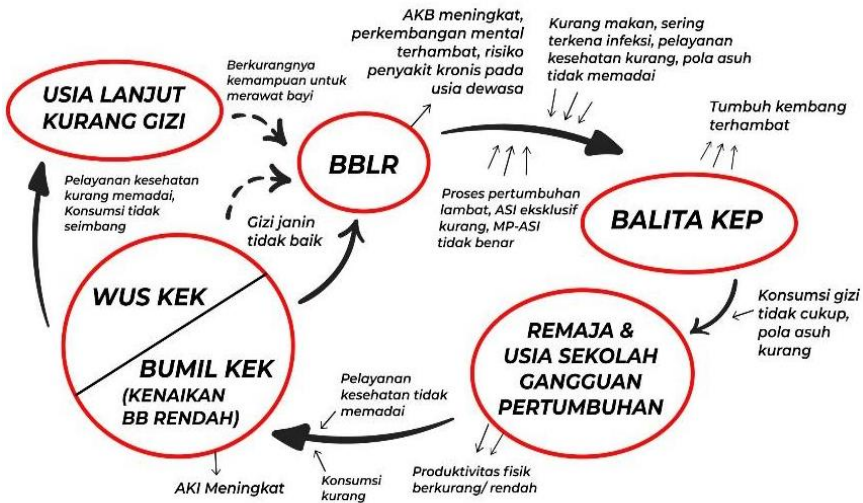 AKB meningkat,
perkembangan mental
terhambat, risiko
penyakit kronis pada
usia dewasa
Kurang makan, sering
terkena infeksi, pelayanan
kesehatan kurang, pola asuh
tidak memadai
Berkurangnya
kemampuan untuk
merawat bayi
USIA LANJUT
KURANG GIZI
Tumbuh kembang
terhambat
BBLR
Pelayanan kesehatan
kurang memadai,
Konsumsi tidak
seimbang
Gizi janin
tidak baik
Proses pertumbuhan
lambat, ASI eksklusif
kurang, MP-ASI
tidak benar
BALITA KEP
WUS KEK
BUMIL KEK
(KENAIKAN
BB RENDAH)
Konsumsi gizi
tidak cukup,
pola asuh
kurang
REMAJA &
USIA SEKOLAH
GANGGUAN
PERTUMBUHAN
Pelayanan
kesehatan tidak
memadai
AKI Meningkat
Konsumsi
kurang
Produktivitas fisik
berkurang/ rendah